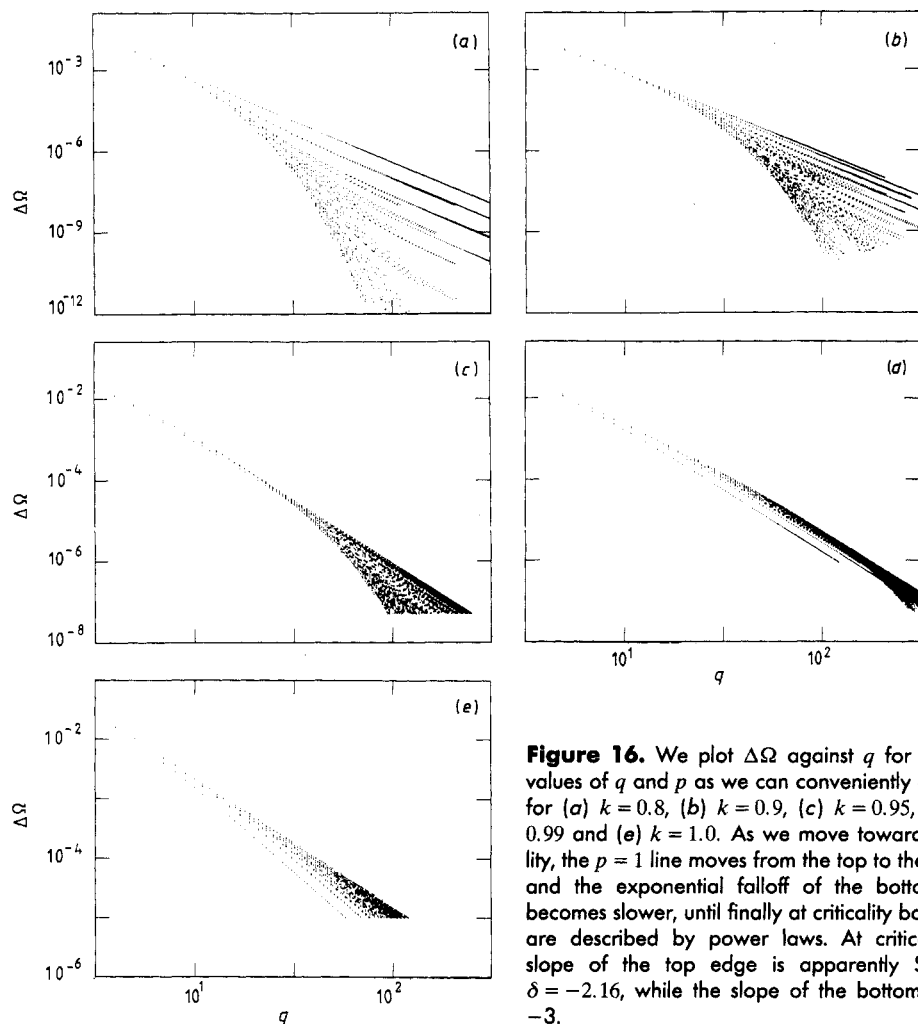 (a)
10⁻³
10⁻⁶
10⁻⁹
10⁻¹²
ΔΩ
(b)
(c)
10⁻²
10⁻⁴
10⁻⁶
10⁻⁸
ΔΩ
10¹
10²
(d)
10¹
10²
q
(e)
10⁻²
10⁻⁴
10⁻⁶
ΔΩ
10¹
10²
q
Figure 16. We plot ΔΩ against q for
values of q and p as we can conveniently
for (a) k = 0.8, (b) k = 0.9, (c) k = 0.95,
0.99 and (e) k = 1.0. As we move toward
lity, the p = 1 line moves from the top to the
and the exponential falloff of the botto
becomes slower, until finally at criticality bo
are described by power laws. At critic
slope of the top edge is apparently S
δ = −2.16, while the slope of the bottom
−3.